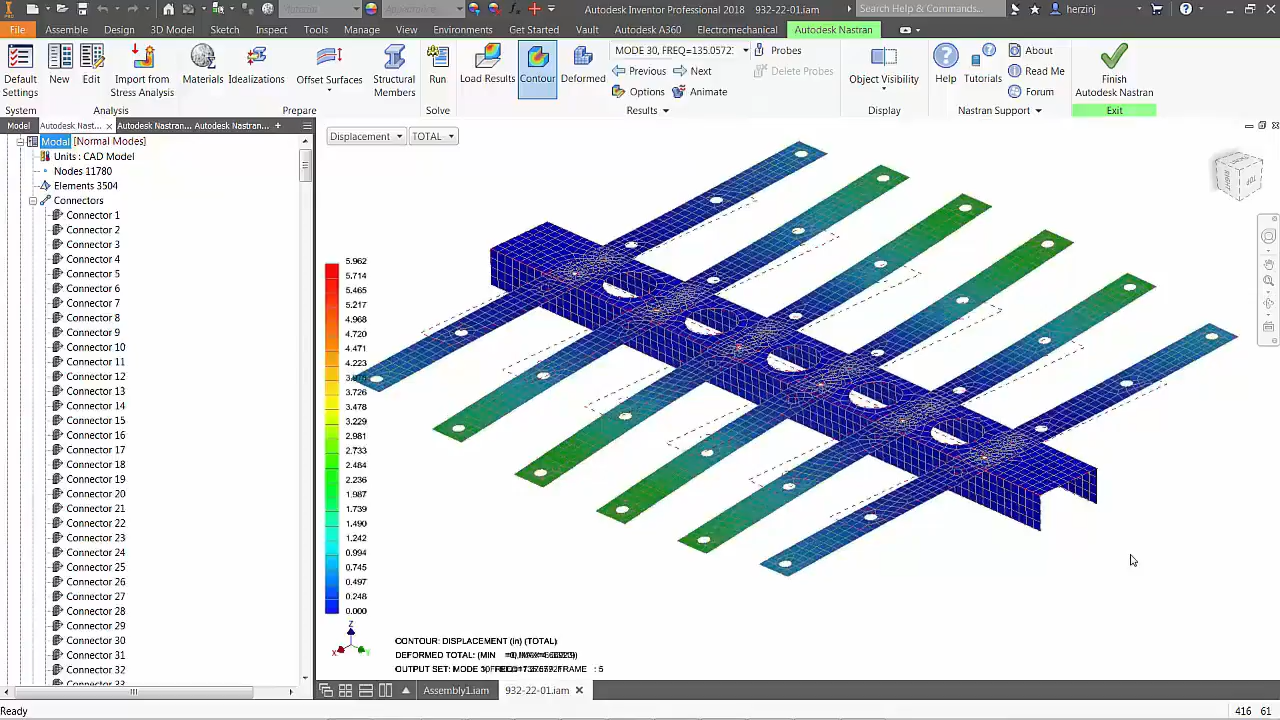 Autodesk Inventor Professional 2018 932-22-01.iam
Search Help & Commands...
herzinj
File Assembly Design 3D Model Sketch Inspect Tools Manage View Environments Get Started Vault Autodesk A360 Electromechanical Autodesk Nastran
Default Settings
New
Edit
Import from Stress Analysis
Materials
Idealizations
Offset Surfaces
Structural Members
Run
Load Results
Contour
Deformed
MODE 30, FREQ=135.0572
Previous Next
Options Animate
Probes
Delete Probes
Object Visibility
Help
Tutorials
About
Read Me
Forum
Finish Autodesk Nastran
System Analysis Prepare Solve Results Display Nastran Support Exit
Model Autodesk Nast... Autodesk Nastran... Autodesk Nastran...
Modal [Normal Modes]
Units : CAD Model
Nodes 11780
Elements 3504
Connectors
Connector 1
Connector 2
Connector 3
Connector 4
Connector 5
Connector 6
Connector 7
Connector 8
Connector 9
Connector 10
Connector 11
Connector 12
Connector 13
Connector 14
Connector 15
Connector 16
Connector 17
Connector 18
Connector 19
Connector 20
Connector 21
Connector 22
Connector 23
Connector 24
Connector 25
Connector 26
Connector 27
Connector 28
Connector 29
Connector 30
Connector 31
Connector 32
Displacement TOTAL
FRONT
TOP
5.962
5.714
5.465
5.217
4.968
4.720
4.471
4.223
3.726
3.478
3.229
2.981
2.733
2.484
2.236
1.987
1.739
1.490
1.242
0.994
0.745
0.497
0.248
0.000
Z
X Y
CONTOUR: DISPLACEMENT (in) (TOTAL)
DEFORMED TOTAL: (MIN
OUTPUT SET: MODE FRAME : 5
Assembly1.iam 932-22-01.iam
Ready
416 61